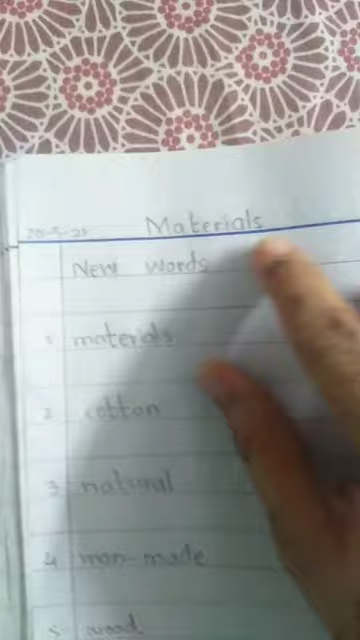 Materials
New words
1 materials
2 cotton
3 natural
4 man-made
5 wood